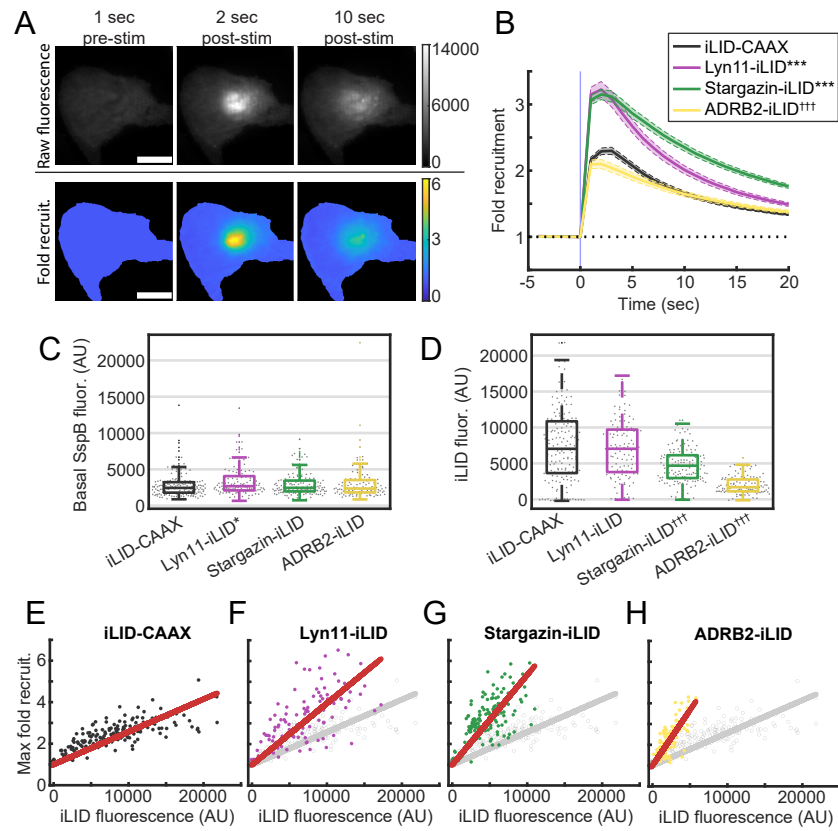 A
1 sec
pre-stim
2 sec
post-stim
10 sec
post-stim
Raw fluorescence
14000
6000
0
Fold recruit.
6
3
0
B
iLID-CAAX
Lyn11-iLID***
Stargazin-iLID***
ADRB2-iLID†††
Fold recruitment
3
2
1
-5 0 5 10 15 20
Time (sec)
C
Basal SspB fluor. (AU)
20000
15000
10000
5000
0
iLID-CAAX
Lyn11-iLID*
Stargazin-iLID
ADRB2-iLID
D
iLID fluor. (AU)
20000
15000
10000
5000
0
iLID-CAAX
Lyn11-iLID
Stargazin-iLID†††
ADRB2-iLID†††
E
iLID-CAAX
Max fold recruit.
6
4
2
0
0 10000 20000
iLID fluorescence (AU)
F
Lyn11-iLID
0 10000 20000
iLID fluorescence (AU)
G
Stargazin-iLID
0 10000 20000
iLID fluorescence (AU)
H
ADRB2-iLID
0 10000 20000
iLID fluorescence (AU)